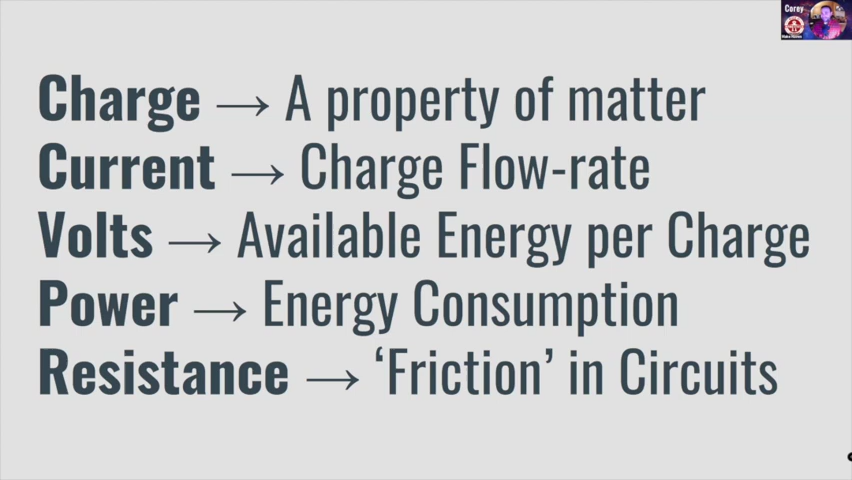 Corey
Charge → A property of matter
Current → Charge Flow-rate
Volts → Available Energy per Charge
Power → Energy Consumption
Resistance → ‘Friction’ in Circuits